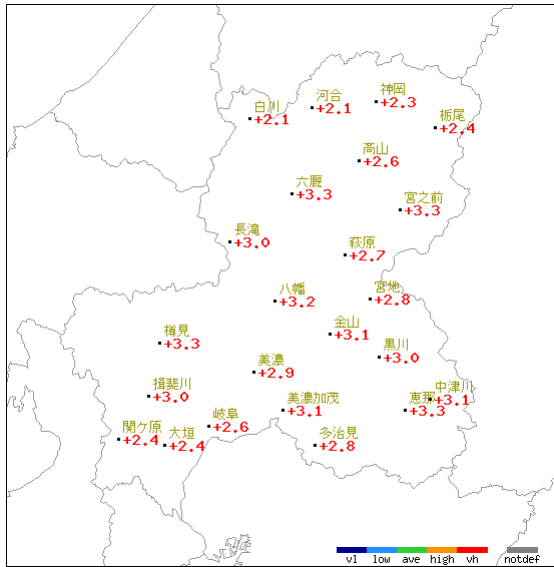 神岡
+2.3
河合
+2.1
白川
+2.1
栃尾
+2.4
高山
+2.6
六厩
+3.3
宮之前
+3.3
長滝
+3.0
萩原
+2.7
八幡
+3.2
宮地
+2.8
金山
+3.1
樽見
+3.3
黒川
+3.0
美濃
+2.9
揖斐川
+3.0
中津川
+3.1
恵那
+3.3
美濃加茂
+3.1
岐阜
+2.6
関ケ原
+2.4
大垣
+2.4
多治見
+2.8
vl low ave high vh notdef